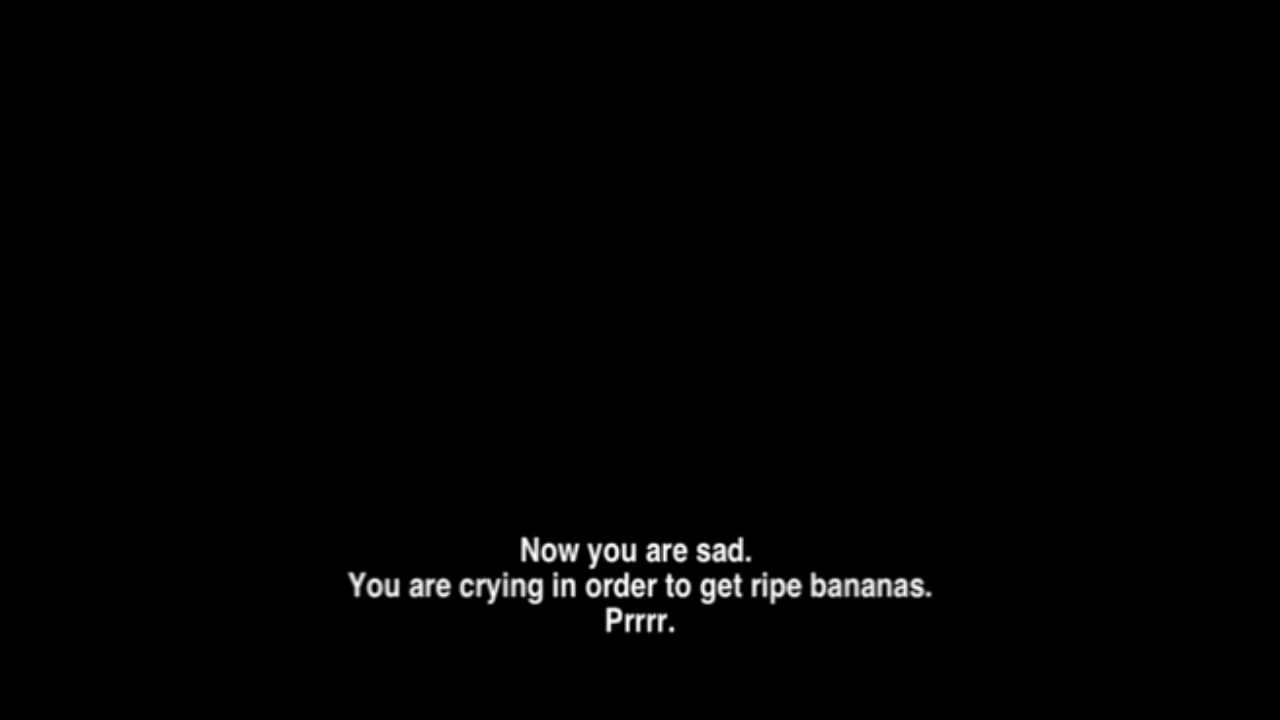 Now you are sad.
You are crying in order to get ripe bananas.
Prrrr.